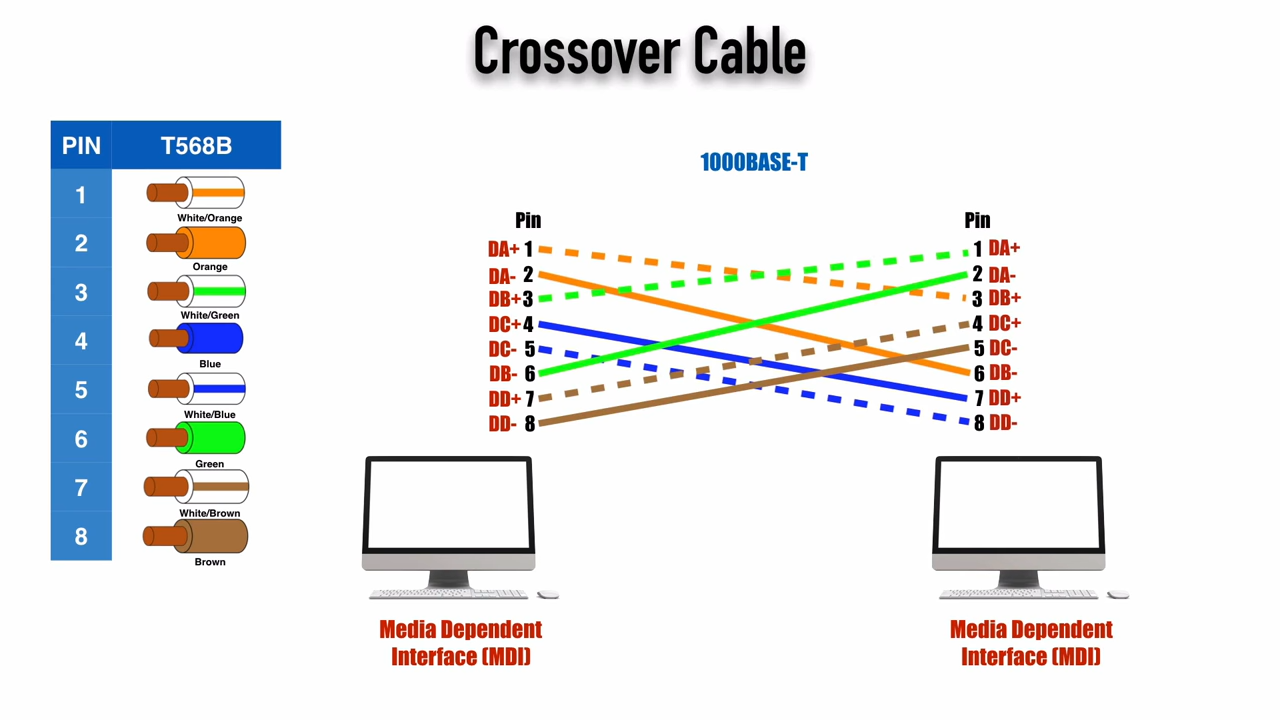 Crossover Cable
PIN T568B
1
White/Orange
2
Orange
3
White/Green
4
Blue
5
White/Blue
6
Green
7
White/Brown
8
Brown
1000BASE-T
Pin Pin
DA+ 1 1 DA+
DA- 2 2 DA-
DB+ 3 3 DB+
DC+ 4 4 DC+
DC- 5 5 DC-
DB- 6 6 DB-
DD+ 7 7 DD+
DD- 8 8 DD-
Media Dependent
Interface (MDI)
Media Dependent
Interface (MDI)